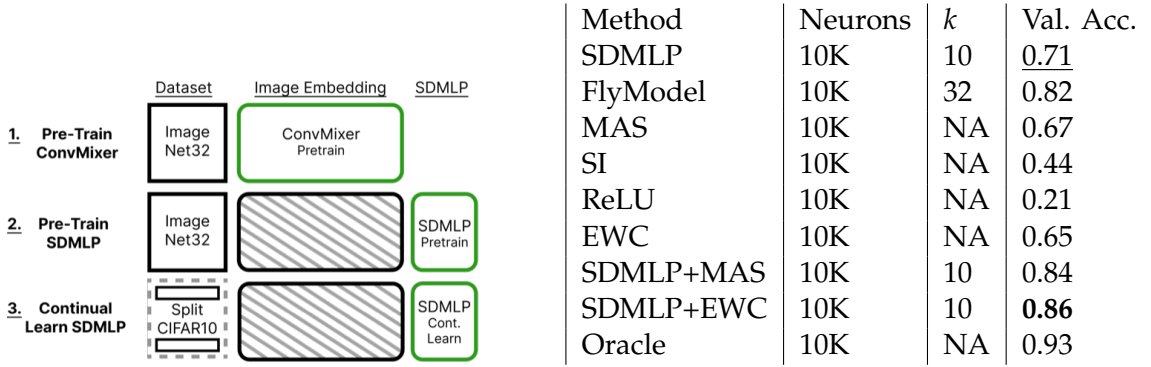 Dataset Image Embedding SDMLP
1. Pre-Train
ConvMixer
Image
Net32
ConvMixer
Pretrain
2. Pre-Train
SDMLP
Image
Net32
SDMLP
Pretrain
3. Continual
Learn SDMLP
Split
CIFAR10
SDMLP
Cont.
Learn
Method Neurons k Val. Acc.
SDMLP 10K 10 0.71
FlyModel 10K 32 0.82
MAS 10K NA 0.67
SI 10K NA 0.44
ReLU 10K NA 0.21
EWC 10K NA 0.65
SDMLP+MAS 10K 10 0.84
SDMLP+EWC 10K 10 0.86
Oracle 10K NA 0.93